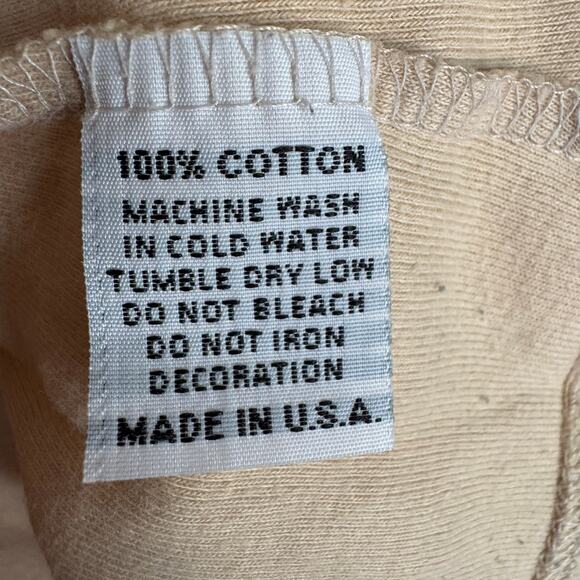 100% COTTON
MACHINE WASH
IN COLD WATER
TUMBLE DRY LOW
DO NOT BLEACH
DO NOT IRON
DECORATION
MADE IN U.S.A.